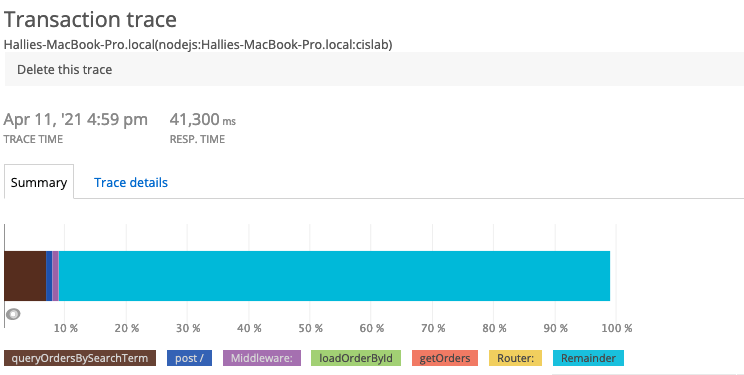 Transaction trace
Hallies-MacBook-Pro.local(nodejs:Hallies-MacBook-Pro.local:cislab)
Delete this trace
Apr 11, '21 4:59 pm 41,300 ms
TRACE TIME RESP. TIME
Summary Trace details
10 % 20 % 30 % 40 % 50 % 60 % 70 % 80 % 90 % 100 %
queryOrdersBySearchTerm post / Middleware: loadOrderById getOrders Router: Remainder